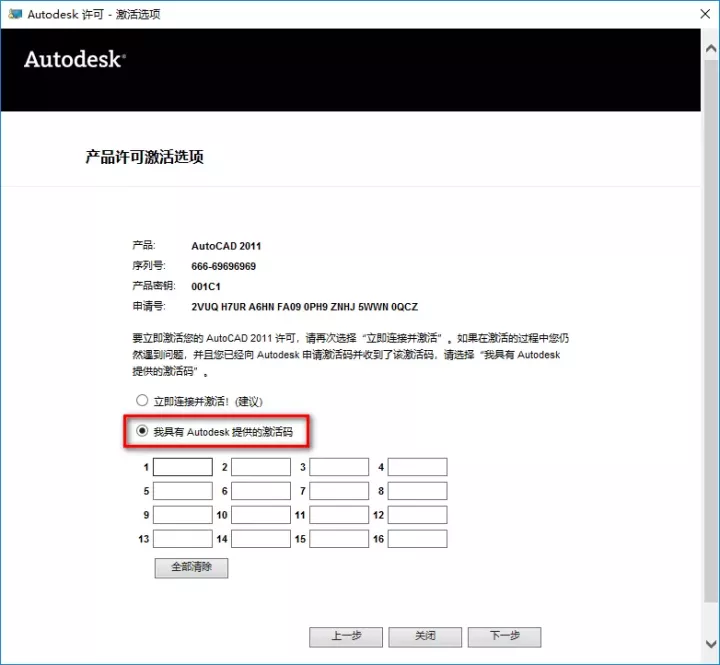 Autodesk 许可 - 激活选项
Autodesk®
产品许可激活选项
产品: AutoCAD 2011
序列号: 666-69696969
产品密钥: 001C1
申请号: 2VUQ H7UR A6HN FA09 0PH9 ZNHJ 5WWN 0QCZ
要立即激活您的 AutoCAD 2011 许可，请再次选择“立即连接并激活”。如果在激活的过程中您仍
然遇到问题，并且您已经向 Autodesk 申请激活码并收到了该激活码，请选择“我具有 Autodesk
提供的激活码”。
立即连接并激活! (建议)
我具有 Autodesk 提供的激活码
1 2 3 4
5 6 7 8
9 10 11 12
13 14 15 16
全部清除
上一步 关闭 下一步